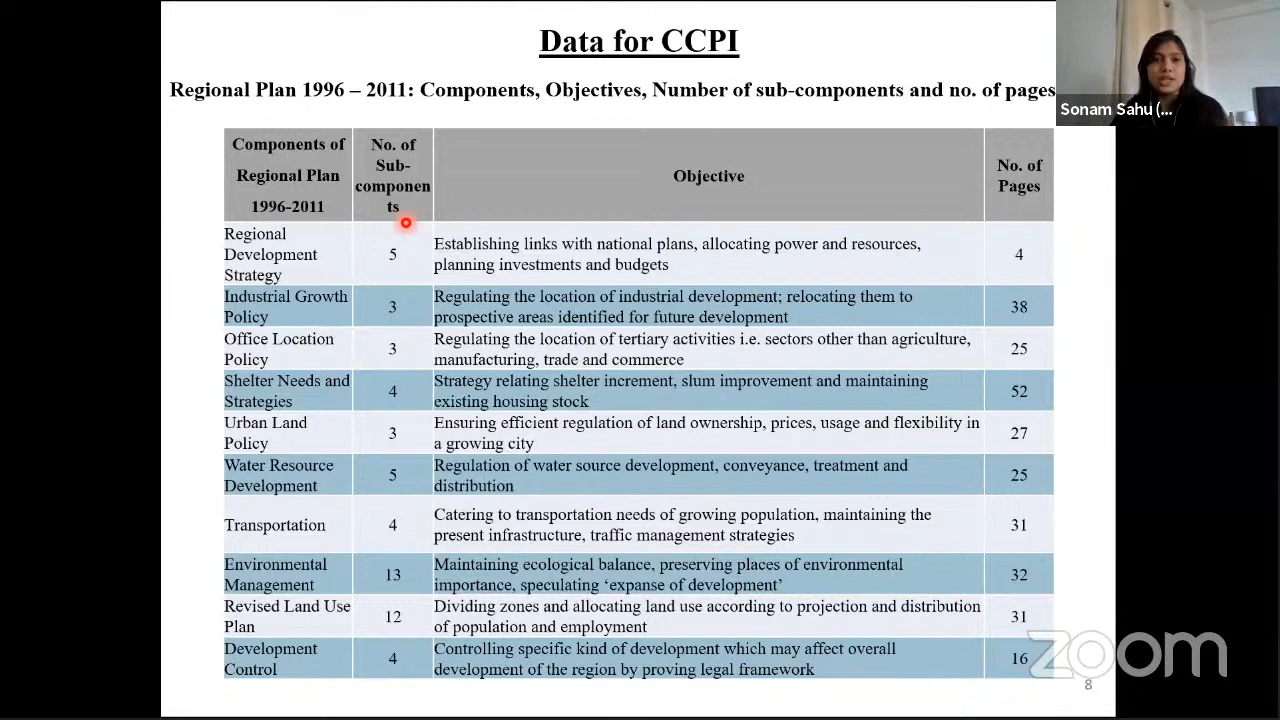 Data for CCPI
Regional Plan 1996 – 2011: Components, Objectives, Number of sub-components and no. of pages
Sonam Sahu (...
Components of
Regional Plan
1996-2011
No. of
Sub-
componen
ts
Objective
No. of
Pages
Regional
Development
Strategy
5
Establishing links with national plans, allocating power and resources,
planning investments and budgets
4
Industrial Growth
Policy
3
Regulating the location of industrial development; relocating them to
prospective areas identified for future development
38
Office Location
Policy
3
Regulating the location of tertiary activities i.e. sectors other than agriculture,
manufacturing, trade and commerce
25
Shelter Needs and
Strategies
4
Strategy relating shelter increment, slum improvement and maintaining
existing housing stock
52
Urban Land
Policy
3
Ensuring efficient regulation of land ownership, prices, usage and flexibility in
a growing city
27
Water Resource
Development
5
Regulation of water source development, conveyance, treatment and
distribution
25
Transportation
4
Catering to transportation needs of growing population, maintaining the
present infrastructure, traffic management strategies
31
Environmental
Management
13
Maintaining ecological balance, preserving places of environmental
importance, speculating ‘expanse of development’
32
Revised Land Use
Plan
12
Dividing zones and allocating land use according to projection and distribution
of population and employment
31
Development
Control
4
Controlling specific kind of development which may affect overall
development of the region by proving legal framework
16
zoom
8